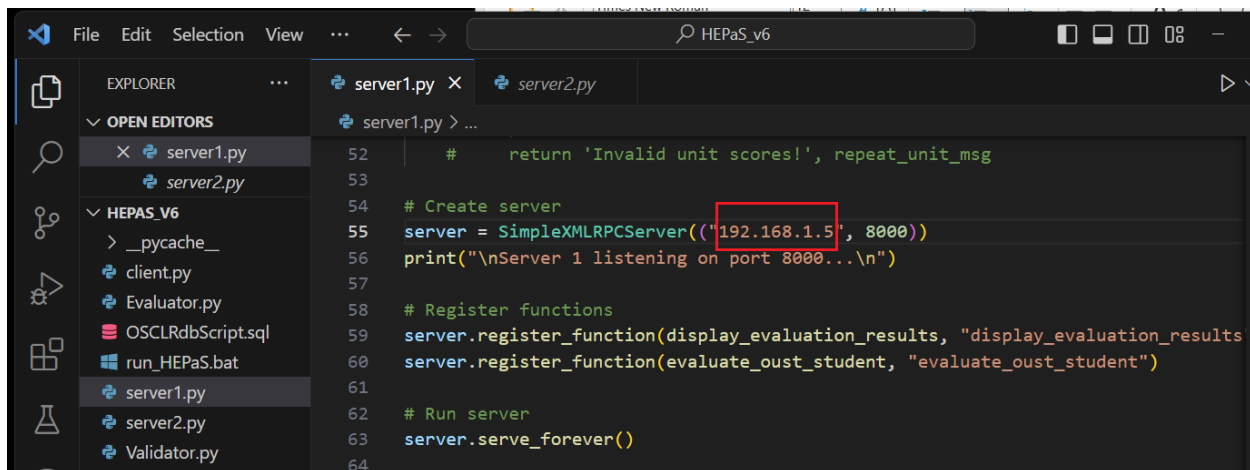 Times New Roman
File Edit Selection View ... HEPaS_v6
EXPLORER ...
OPEN EDITORS
server1.py
server2.py
HEPAS_V6
__pycache__
client.py
Evaluator.py
OSCLRdbScript.sql
run_HEPaS.bat
server1.py
server2.py
Validator.py
server1.py server2.py
server1.py > ...
52 # return 'Invalid unit scores!', repeat_unit_msg
53
54 # Create server
55 server = SimpleXMLRPCServer(("192.168.1.5", 8000))
56 print("\nServer 1 listening on port 8000...\n")
57
58 # Register functions
59 server.register_function(display_evaluation_results, "display_evaluation_results"
60 server.register_function(evaluate_oust_student, "evaluate_oust_student")
61
62 # Run server
63 server.serve_forever()
64